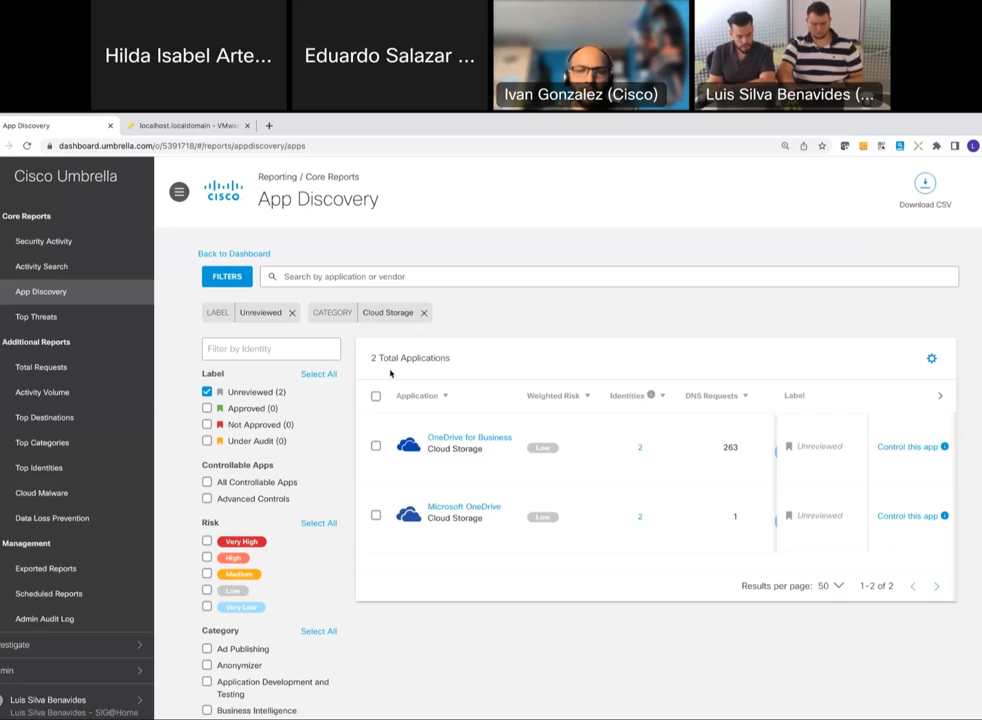 Hilda Isabel Arte...
Eduardo Salazar ...
Ivan Gonzalez (Cisco)
Luis Silva Benavides (...
App Discovery
localhost.localdomain - VMwa
dashboard.umbrella.com/o/5391718/#/reports/appdiscovery/apps
L
Cisco Umbrella
Core Reports
Security Activity
Activity Search
App Discovery
Top Threats
Additional Reports
Total Requests
Activity Volume
Top Destinations
Top Categories
Top Identities
Cloud Malware
Data Loss Prevention
Management
Exported Reports
Scheduled Reports
Admin Audit Log
estigate
min
Luis Silva Benavides
Luis Silva Benavides - SIG@Home
CISCO
Reporting / Core Reports
App Discovery
Download CSV
Back to Dashboard
FILTERS
Search by application or vendor
LABEL Unreviewed
CATEGORY Cloud Storage
Filter by Identity
Label Select All
Unreviewed (2)
Approved (0)
Not Approved (0)
Under Audit (0)
Controllable Apps
All Controllable Apps
Advanced Controls
Risk Select All
Very High
High
Medium
Low
Very Low
Category Select All
Ad Publishing
Anonymizer
Application Development and
Testing
Business Intelligence
2 Total Applications
Application Weighted Risk Identities DNS Requests Label
OneDrive for Business
Cloud Storage
Low 2 263 Unreviewed Control this app
Microsoft OneDrive
Cloud Storage
Low 2 1 Unreviewed Control this app
Results per page: 50 1-2 of 2